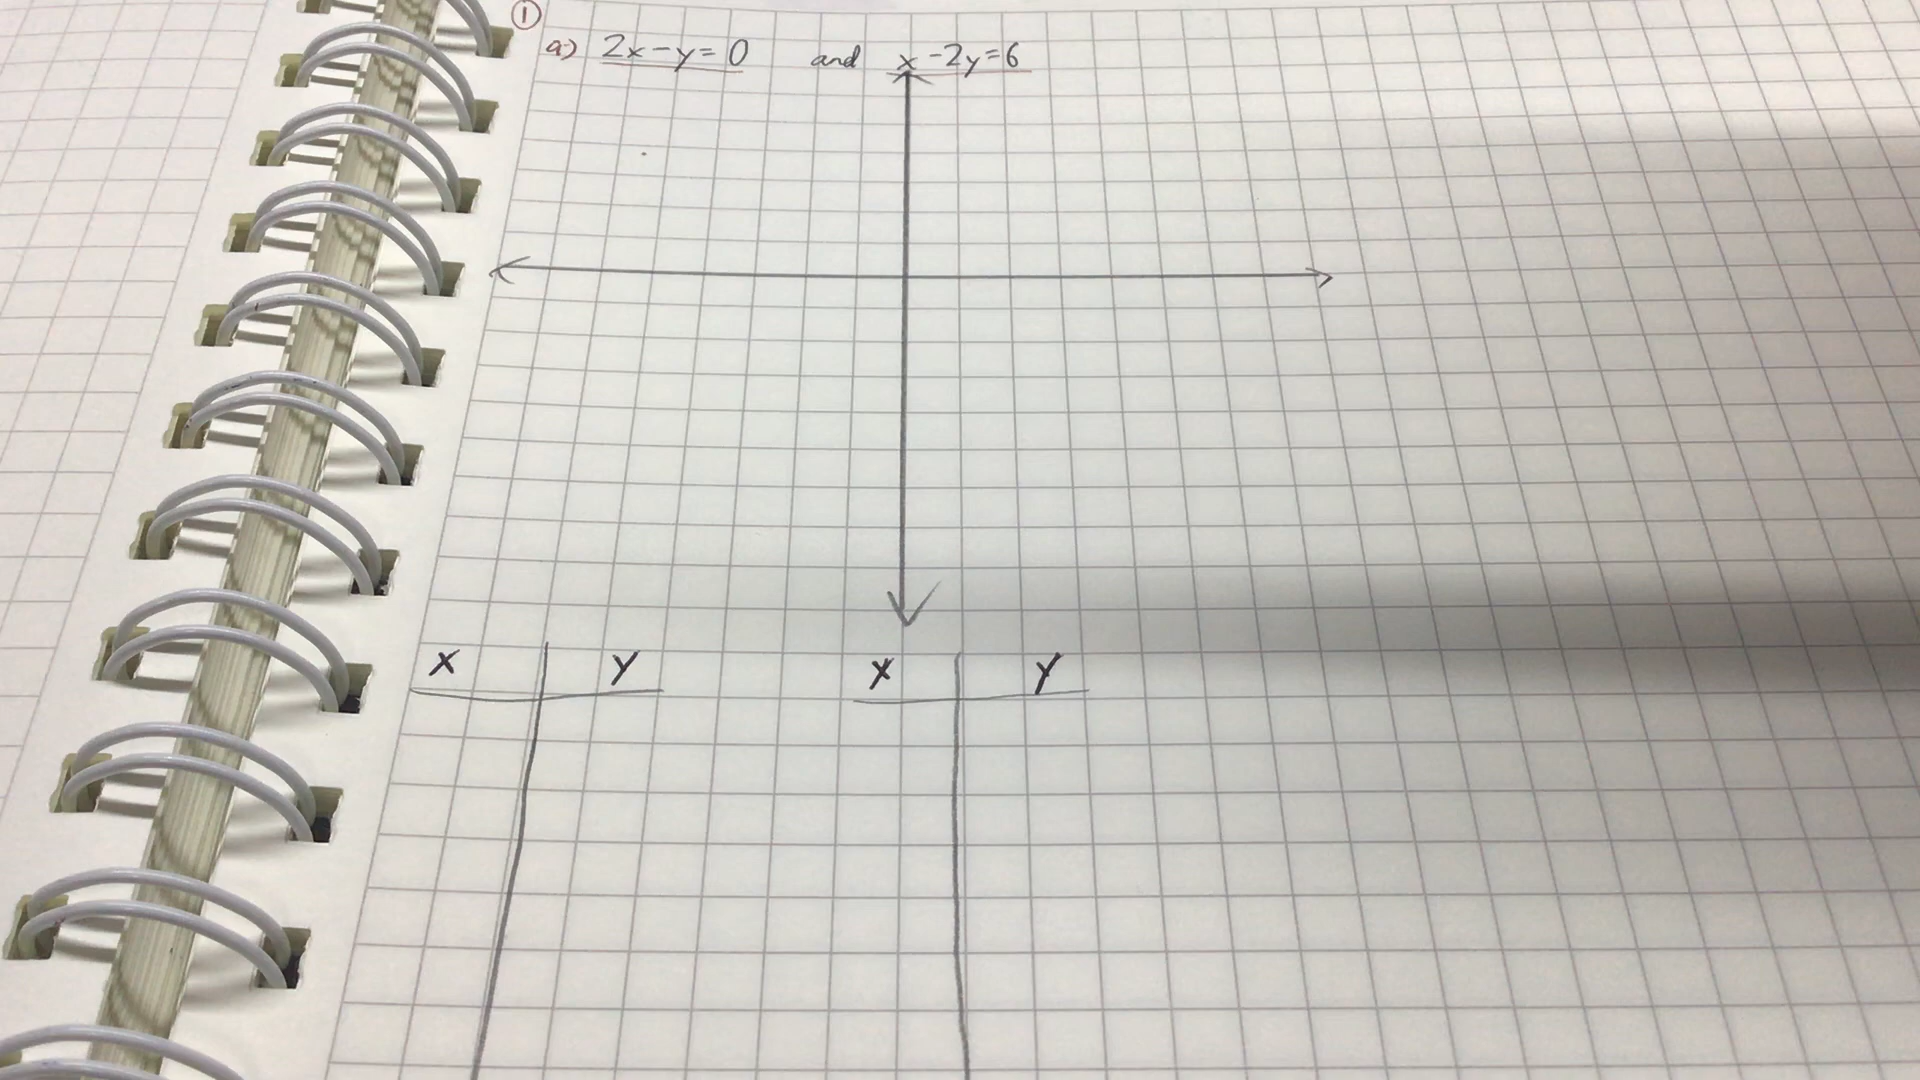 ①
a) 2x-y=0 and x-2y=6
x y x y